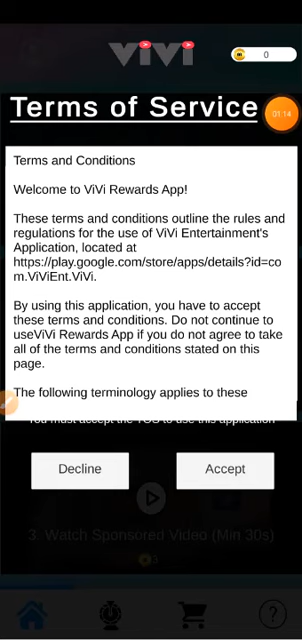 ViVi
0
Terms of Service
01:14
Terms and Conditions
Welcome to ViVi Rewards App!
These terms and conditions outline the rules and
regulations for the use of ViVi Entertainment's
Application, located at
https://play.google.com/store/apps/details?id=co
m.ViViEnt.ViVi.
By using this application, you have to accept
these terms and conditions. Do not continue to
useViVi Rewards App if you do not agree to take
all of the terms and conditions stated on this
page.
The following terminology applies to these
You must accept the TOS to use this application
Decline
Accept
3. Watch Sponsored Video (Min 30s)
3